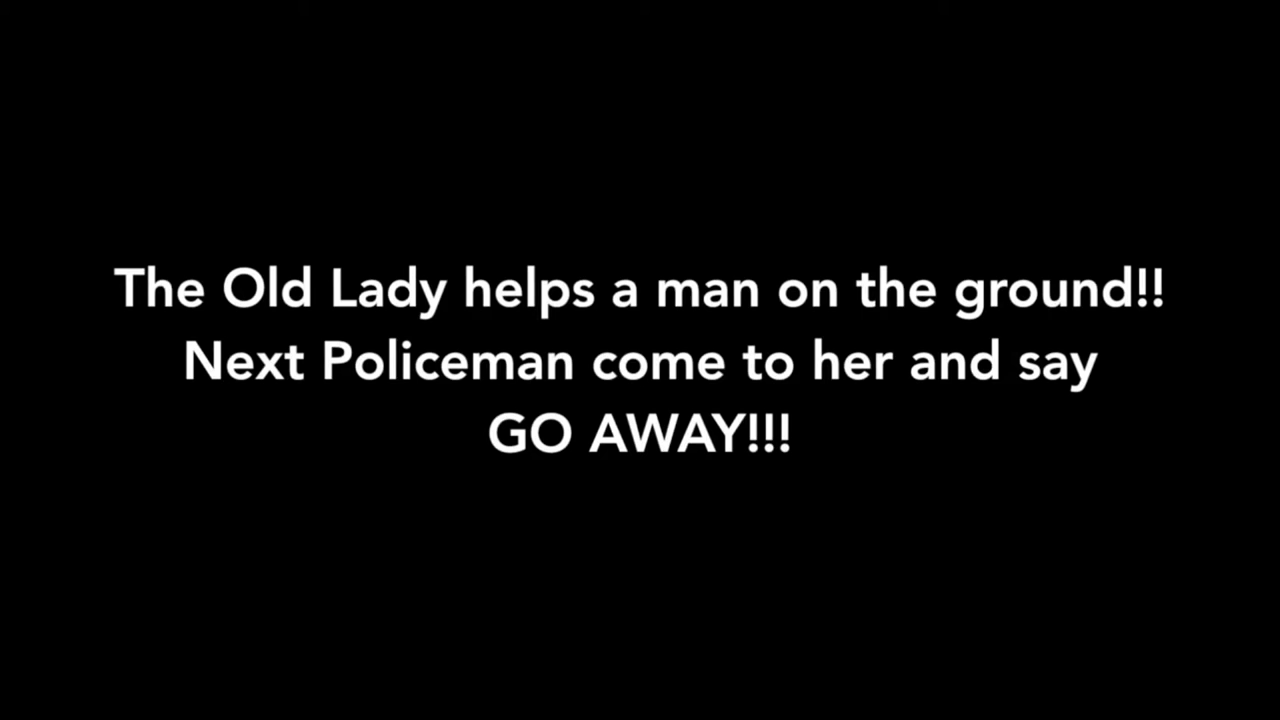 The Old Lady helps a man on the ground!!
Next Policeman come to her and say
GO AWAY!!!